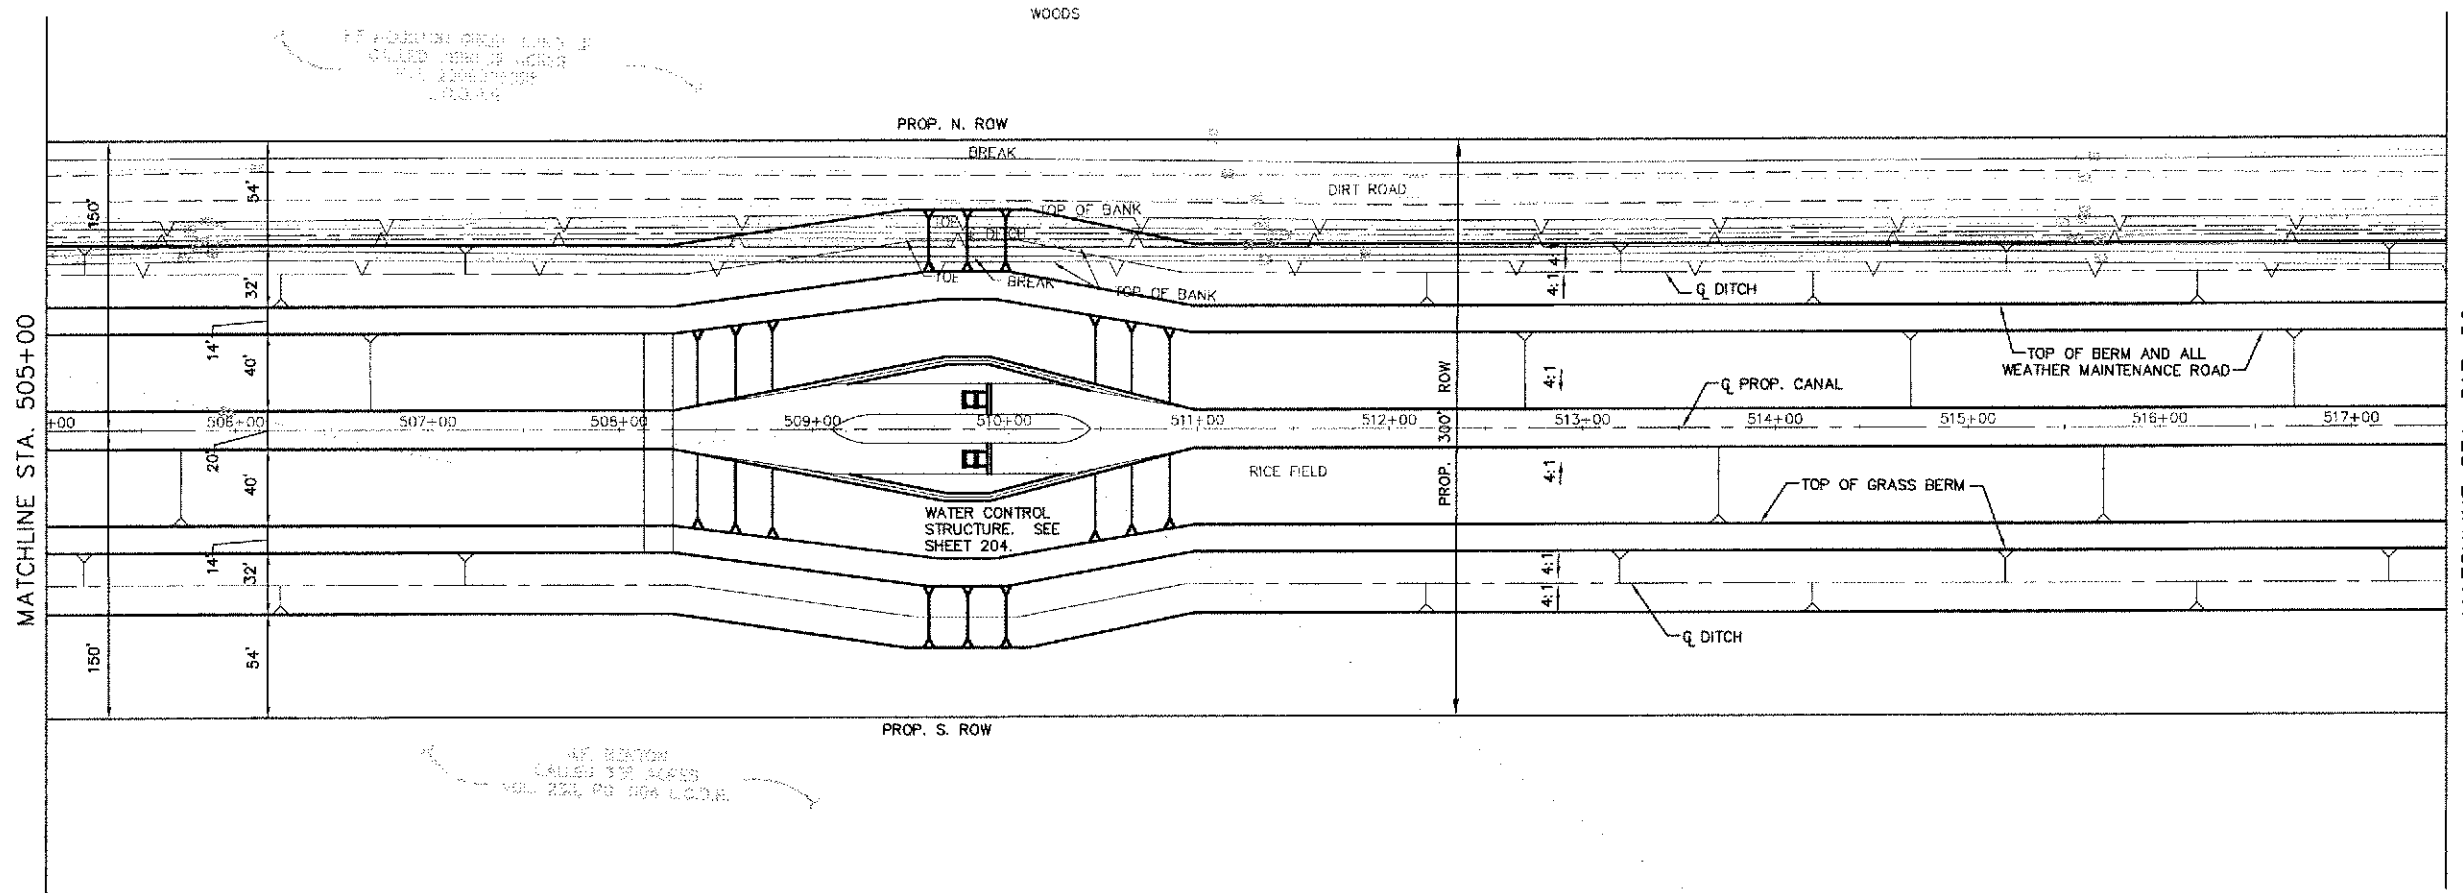 WOODS
PROP. N. ROW
BREAK
DIRT ROAD
54'
150'
TOP OF BANK
TOE
DITCH
TOE
BREAK
TOP OF BANK
4:1
4:1
℄ DITCH
32'
14'
40'
TOP OF BERM AND ALL
WEATHER MAINTENANCE ROAD
MATCHLINE STA. 505+00
4:1
℄ PROP. CANAL
+00
506+00
507+00
508+00
509+00
510+00
511+00
512+00
513+00
514+00
515+00
516+00
517+00
PROP. 300' ROW
20'
40'
RICE FIELD
4:1
TOP OF GRASS BERM
WATER CONTROL
STRUCTURE. SEE
SHEET 204.
14'
32'
4:1
4:1
℄ DITCH
150'
54'
PROP. S. ROW
CALLED ACRES
VOL.